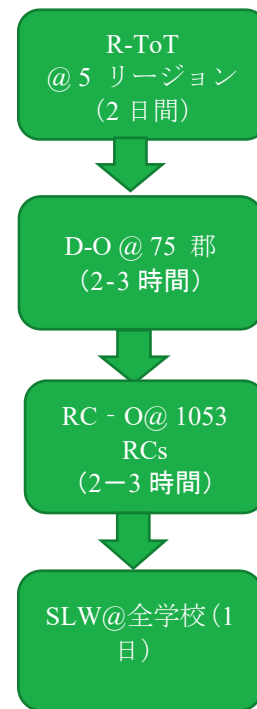 R-ToT
@ 5 リージョン
（2 日間）
D-O @ 75 郡
（2-3 時間）
RC‐O@ 1053
RCs
（2－3 時間）
SLW@全学校（1
日）